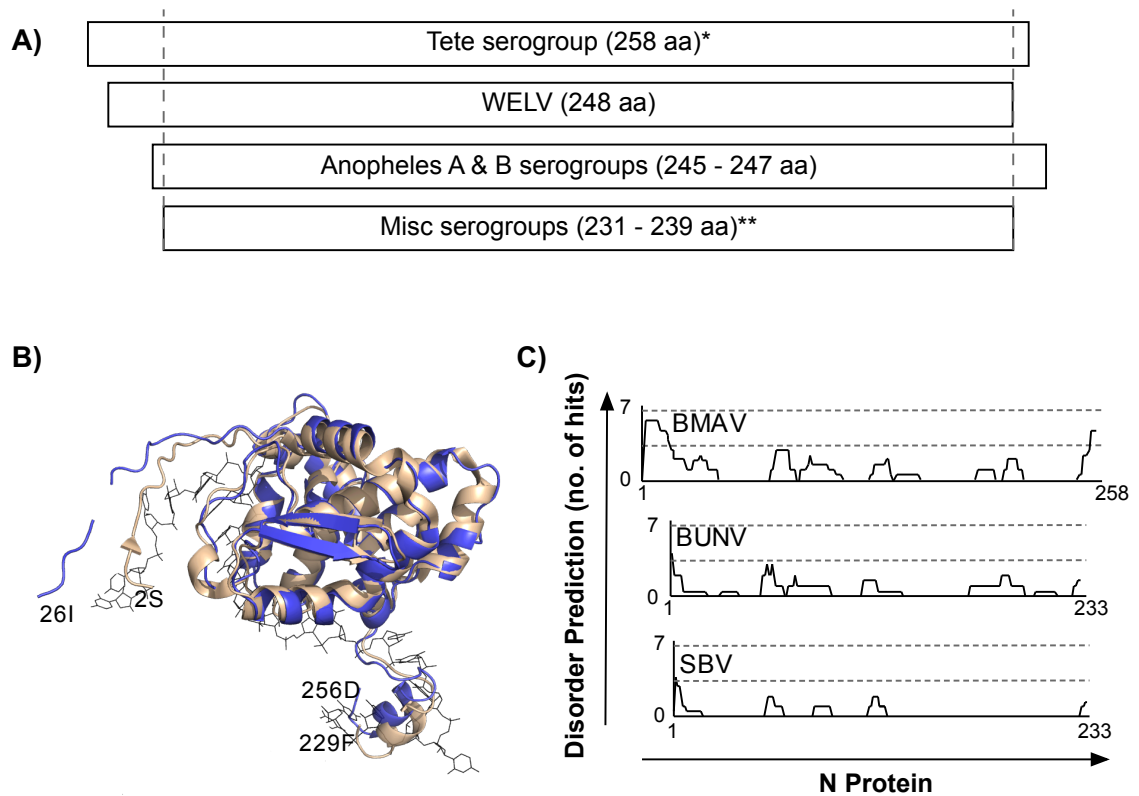 A)
Tete serogroup (258 aa)*
WELV (248 aa)
Anopheles A & B serogroups (245 - 247 aa)
Misc serogroups (231 - 239 aa)**
B)
26I
2S
256D
229F
C)
Disorder Prediction (no. of hits)
7
BMAV
0
1
258
7
BUNV
0
1
233
7
SBV
0
1
233
N Protein